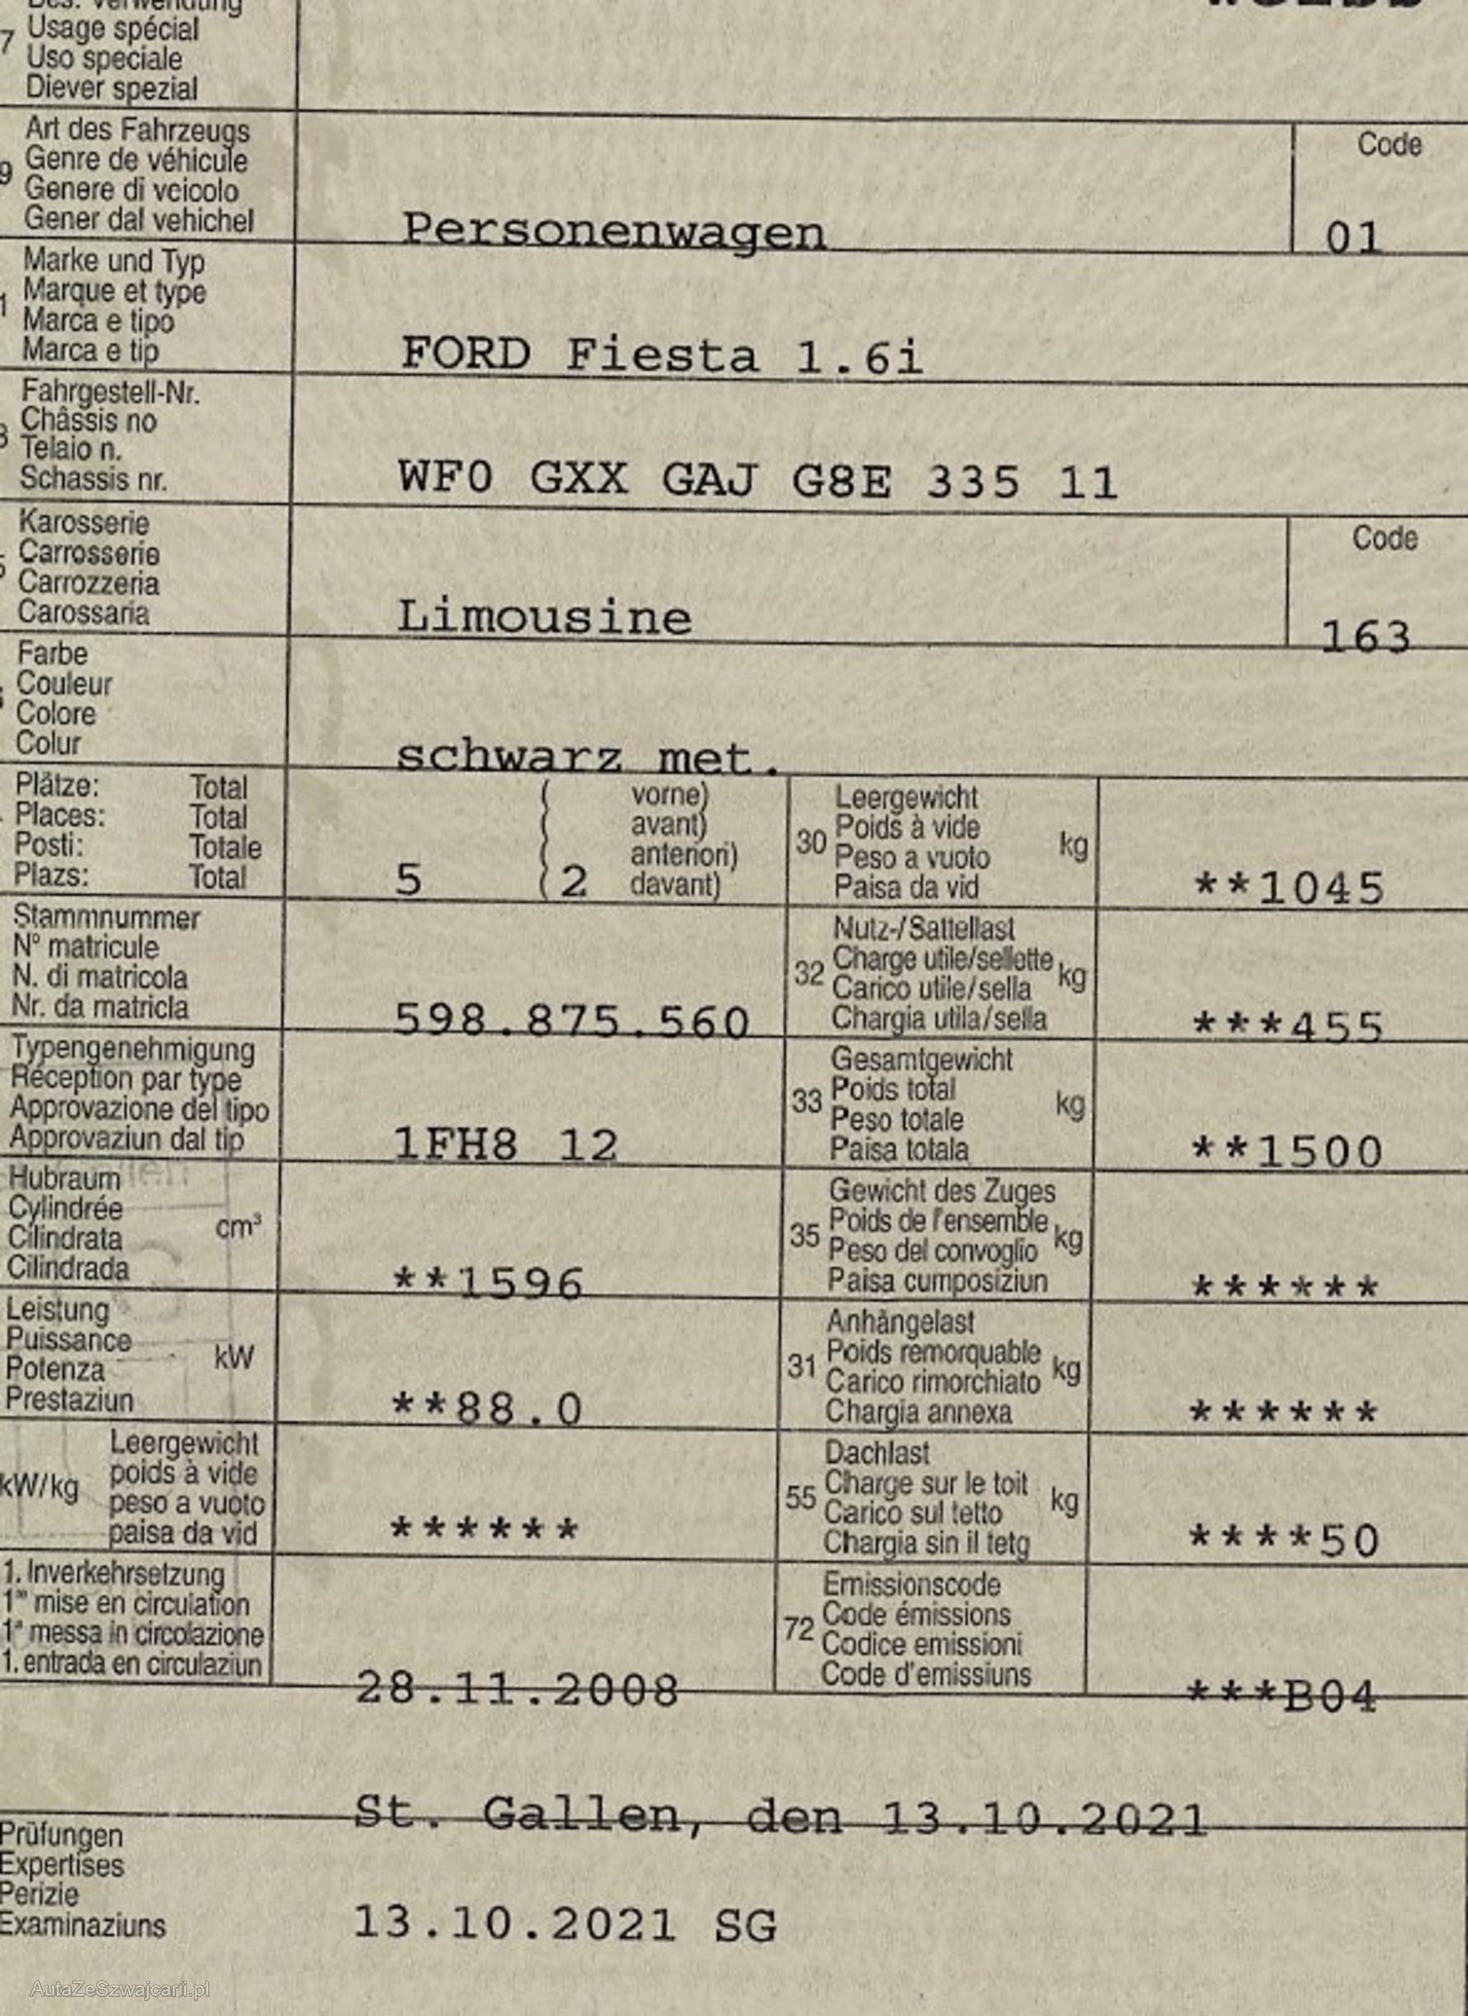 7 Usage spécial
Uso speciale
Diever spezial
Art des Fahrzeugs
9 Genre de véhicule
Genere di veicolo
Gener dal vehichel
Personenwagen
Code
01
Marke und Typ
1 Marque et type
Marca e tipo
Marca e tip
FORD Fiesta 1.6i
Fahrgestell-Nr.
Châssis no
Telaio n.
Schassis nr.
WF0 GXX GAJ G8E 335 11
Karosserie
Carrosserie
Carrozzeria
Carossaria
Limousine
Code
163
Farbe
Couleur
Colore
Colur
schwarz met.
Plätze: Total
Places: Total
Posti: Totale
Plazs: Total
5
(2
vorne)
avant)
anteriori)
davant)
Leergewicht
30 Poids à vide kg
Peso a vuoto
Paisa da vid
**1045
Stammnummer
N° matricule
N. di matricola
Nr. da matricla
598.875.560
Nutz-/Sattellast
32 Charge utile/sellette kg
Carico utile/sella
Chargia utila/sella
***455
Typengenehmigung
Réception par type
Approvazione del tipo
Approvaziun dal tip
1FH8 12
Gesamtgewicht
33 Poids total kg
Peso totale
Paisa totala
**1500
Hubraum
Cylindrée cm³
Cilindrata
Cilindrada
**1596
Gewicht des Zuges
35 Poids de l'ensemble kg
Peso del convoglio
Paisa cumposiziun
******
Leistung
Puissance kW
Potenza
Prestaziun
**88.0
Anhängelast
31 Poids remorquable kg
Carico rimorchiato
Chargia annexa
******
kW/kg
Leergewicht
poids à vide
peso a vuoto
paisa da vid
******
Dachlast
55 Charge sur le toit kg
Carico sul tetto
Chargia sin il tetg
****50
1. Inverkehrsetzung
1re mise en circulation
1a messa in circolazione
1. entrada en circulaziun
28.11.2008
Emissionscode
72 Code émissions
Codice emissioni
Code d'emissiuns
***B04
St. Gallen, den 13.10.2021
Prüfungen
Expertises
Perizie
Examinaziuns
13.10.2021 SG
AutaZeSzwajcarii.pl